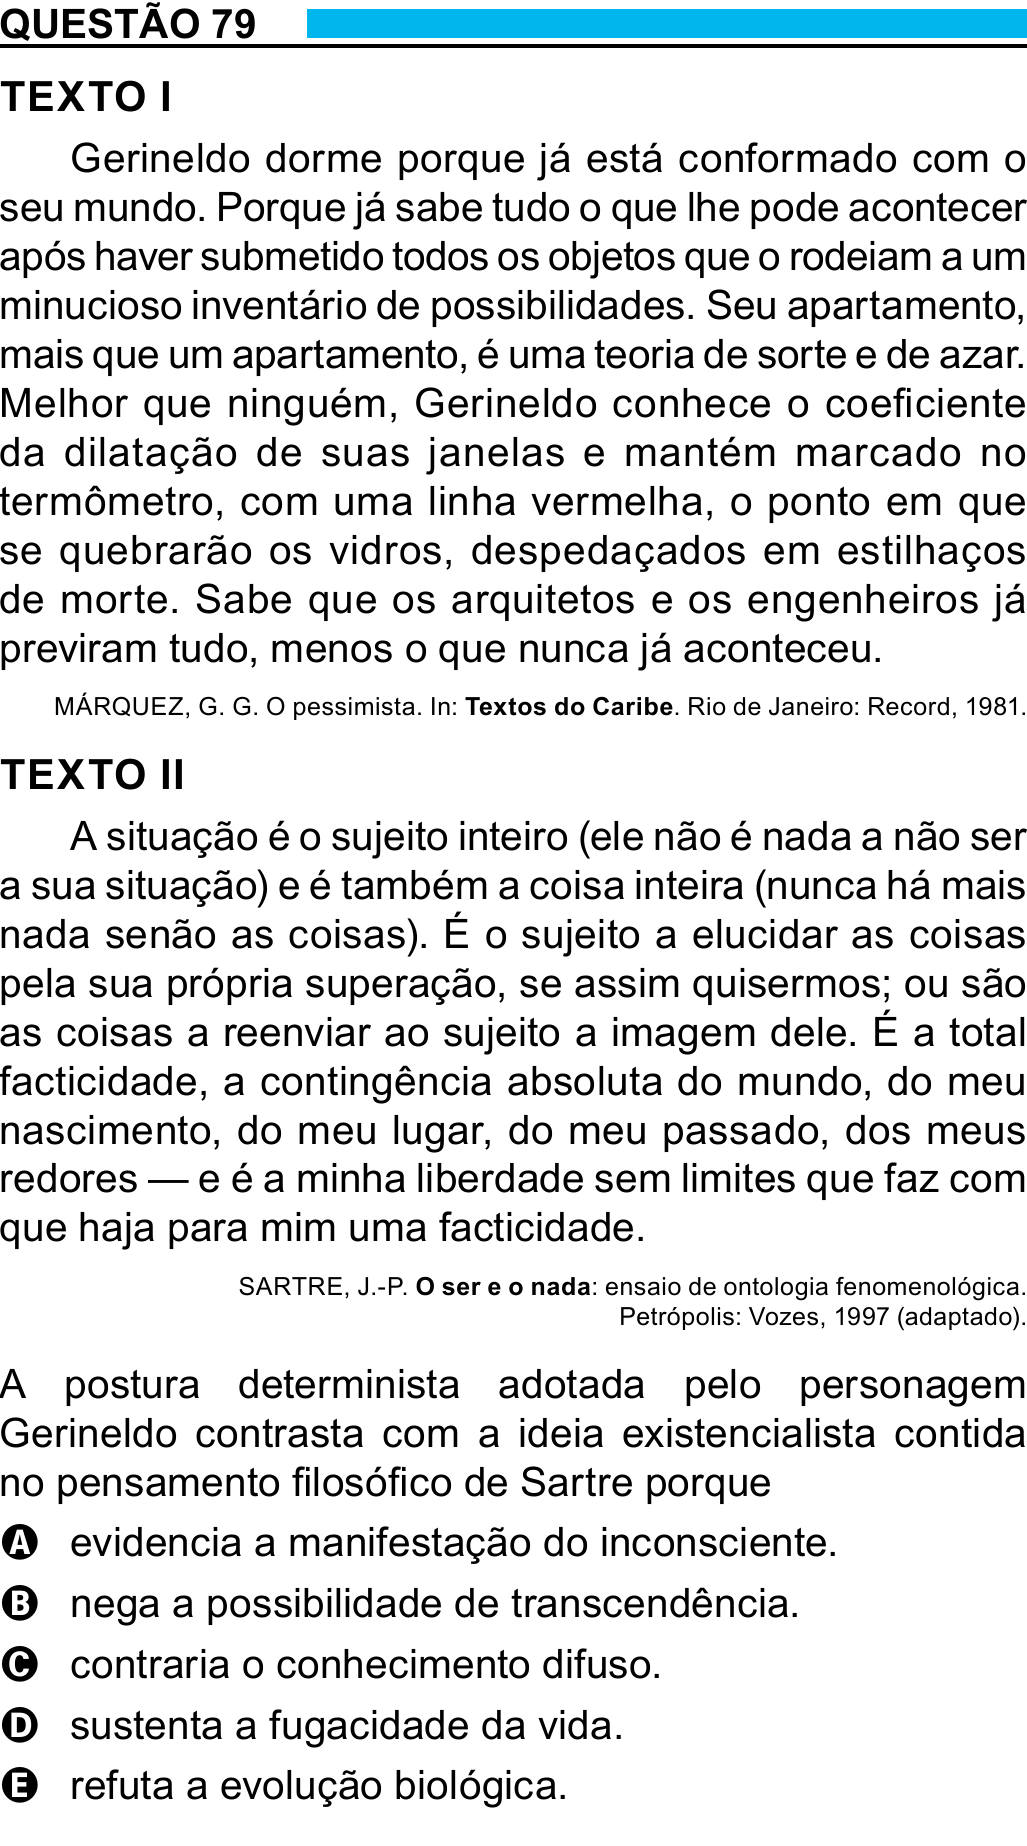 QUESTÃO 79
TEXTO I
Gerineldo dorme porque já está conformado com o
seu mundo. Porque já sabe tudo o que lhe pode acontecer
após haver submetido todos os objetos que o rodeiam a um
minucioso inventário de possibilidades. Seu apartamento,
mais que um apartamento, é uma teoria de sorte e de azar.
Melhor que ninguém, Gerineldo conhece o coeficiente
da dilatação de suas janelas e mantém marcado no
termômetro, com uma linha vermelha, o ponto em que
se quebrarão os vidros, despedaçados em estilhaços
de morte. Sabe que os arquitetos e os engenheiros já
previram tudo, menos o que nunca já aconteceu.
MÁRQUEZ, G. G. O pessimista. In: Textos do Caribe. Rio de Janeiro: Record, 1981.
TEXTO II
A situação é o sujeito inteiro (ele não é nada a não ser
a sua situação) e é também a coisa inteira (nunca há mais
nada senão as coisas). É o sujeito a elucidar as coisas
pela sua própria superação, se assim quisermos; ou são
as coisas a reenviar ao sujeito a imagem dele. É a total
facticidade, a contingência absoluta do mundo, do meu
nascimento, do meu lugar, do meu passado, dos meus
redores — e é a minha liberdade sem limites que faz com
que haja para mim uma facticidade.
SARTRE, J.-P. O ser e o nada: ensaio de ontologia fenomenológica.
Petrópolis: Vozes, 1997 (adaptado).
A postura determinista adotada pelo personagem
Gerineldo contrasta com a ideia existencialista contida
no pensamento filosófico de Sartre porque
A evidencia a manifestação do inconsciente.
B nega a possibilidade de transcendência.
C contraria o conhecimento difuso.
D sustenta a fugacidade da vida.
E refuta a evolução biológica.